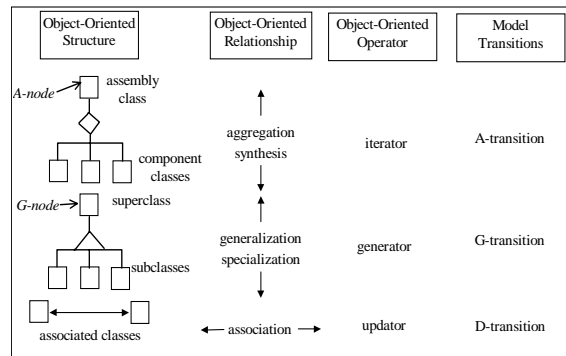 Object-Oriented Structure
Object-Oriented Relationship
Object-Oriented Operator
Model Transitions
A-node
assembly class
component classes
aggregation synthesis
iterator
A-transition
G-node
superclass
subclasses
generalization specialization
generator
G-transition
associated classes
association
updator
D-transition